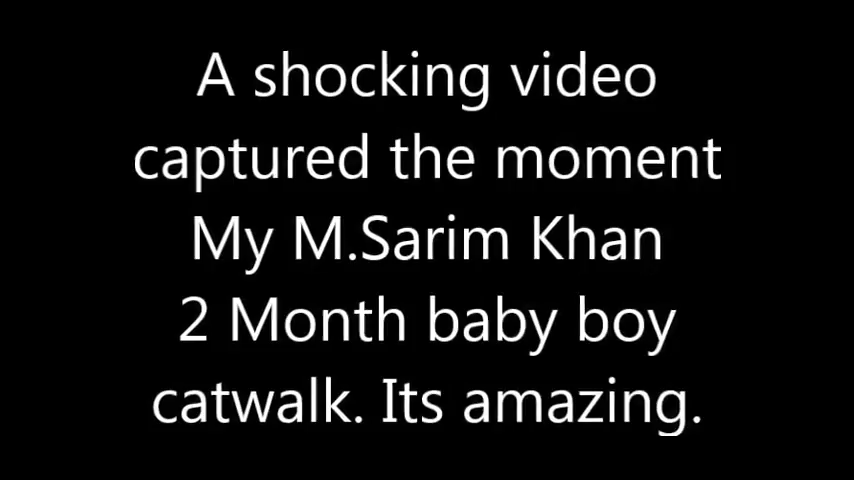 A shocking video
captured the moment
My M.Sarim Khan
2 Month baby boy
catwalk. Its amazing.